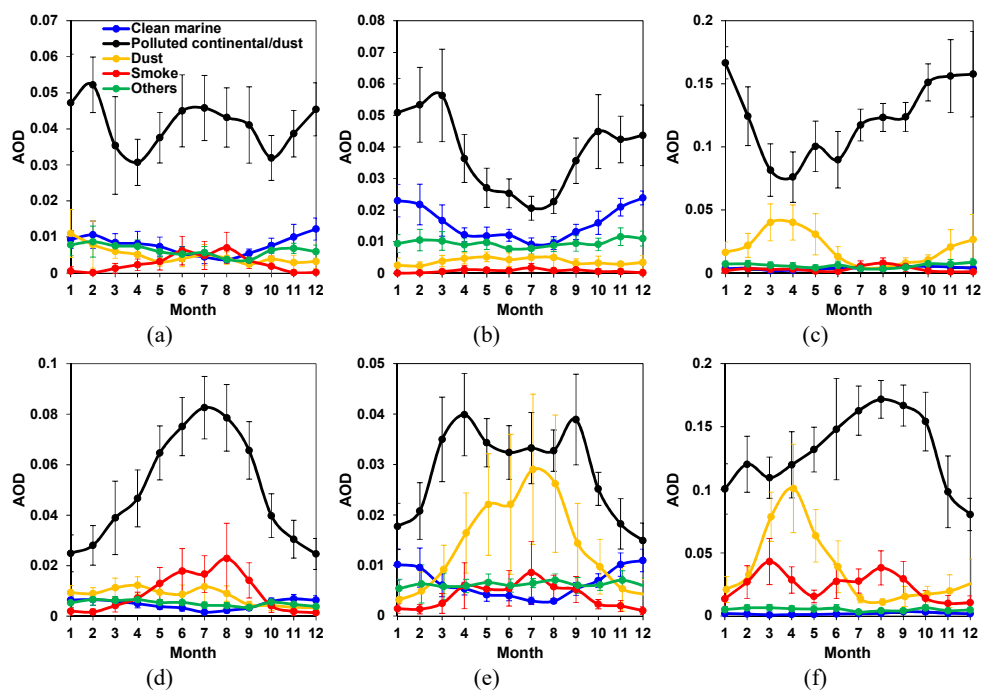 0.07
0.06
0.05
0.04
0.03
0.02
0.01
0
AOD
Clean marine
Polluted continental/dust
Dust
Smoke
Others
1 2 3 4 5 6 7 8 9 10 11 12
Month
(a)
0.08
0.07
0.06
0.05
0.04
0.03
0.02
0.01
0
AOD
1 2 3 4 5 6 7 8 9 10 11 12
Month
(b)
0.2
0.15
0.1
0.05
0
AOD
1 2 3 4 5 6 7 8 9 10 11 12
Month
(c)
0.1
0.08
0.06
0.04
0.02
0
AOD
1 2 3 4 5 6 7 8 9 10 11 12
Month
(d)
0.05
0.04
0.03
0.02
0.01
0
AOD
1 2 3 4 5 6 7 8 9 10 11 12
Month
(e)
0.2
0.15
0.1
0.05
0
AOD
1 2 3 4 5 6 7 8 9 10 11 12
Month
(f)